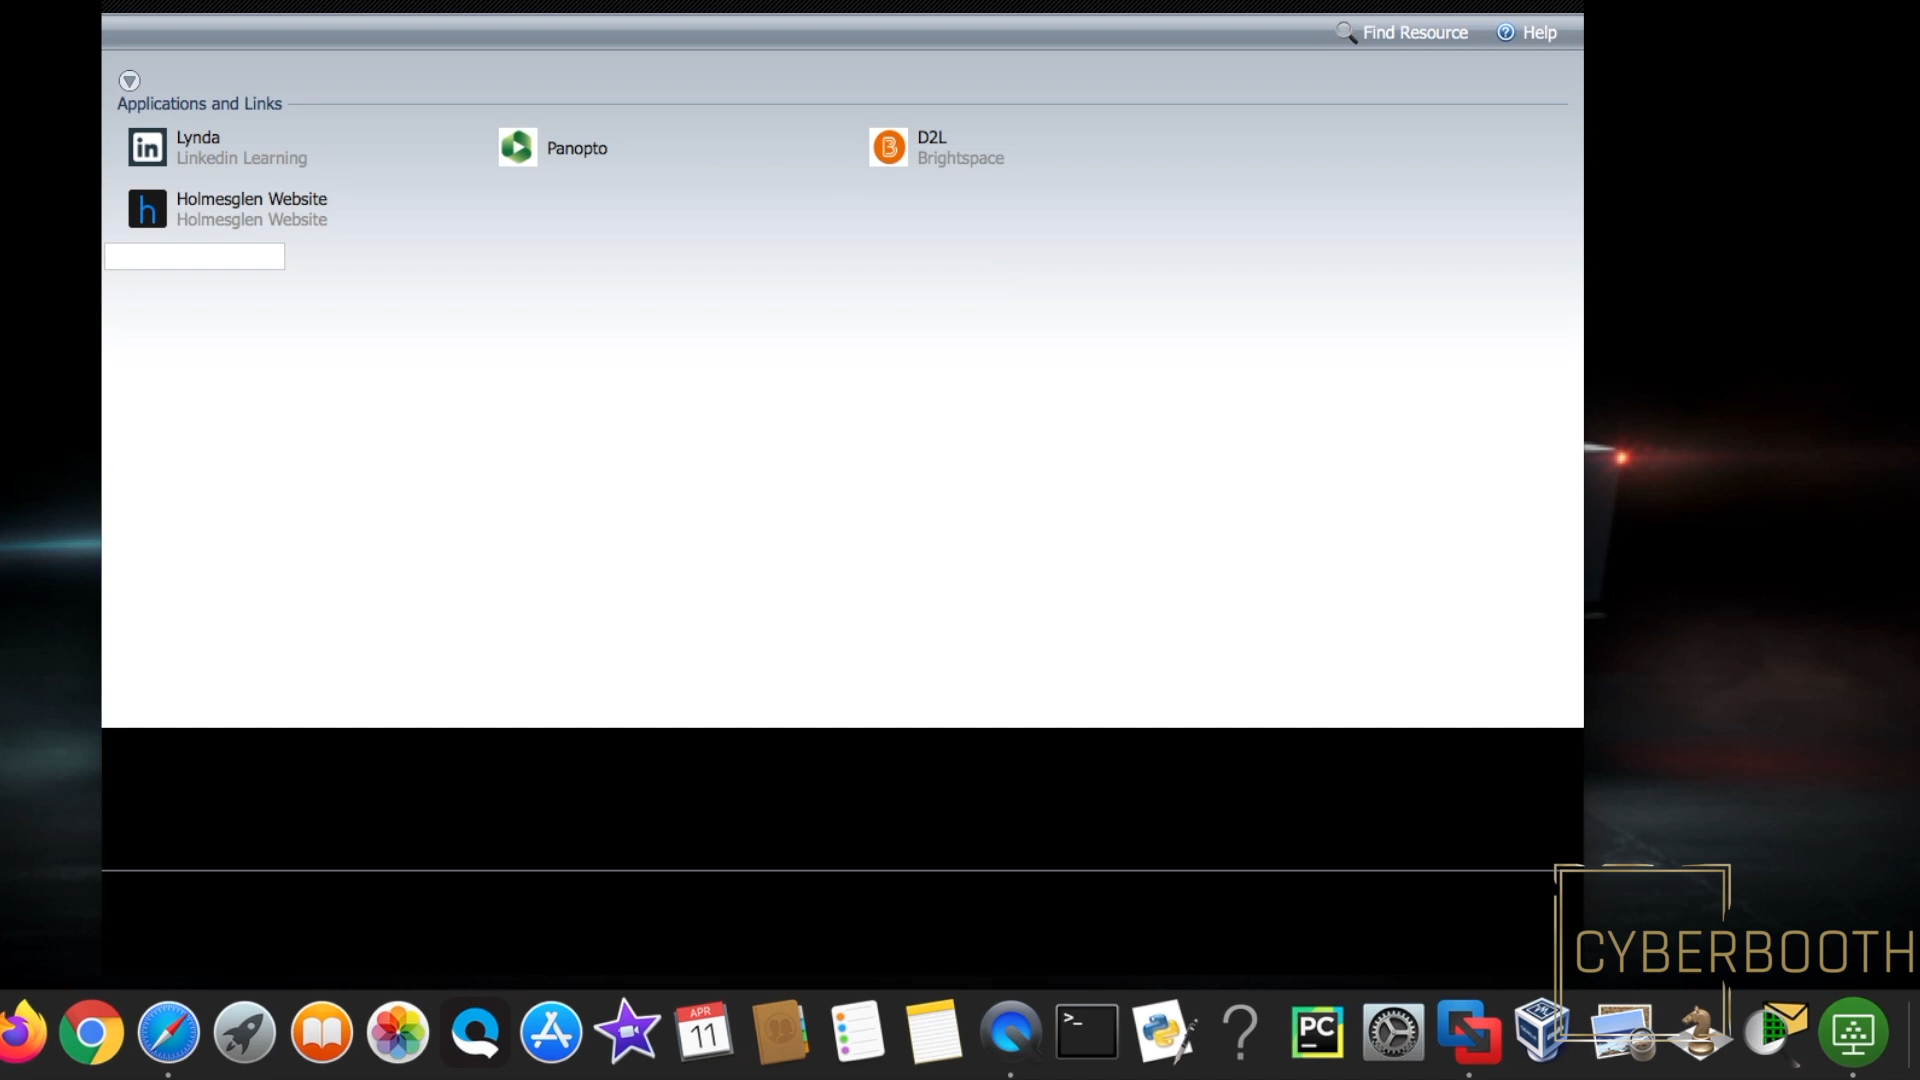 Find Resource
Help
Applications and Links
in
Lynda
Linkedin Learning
Panopto
B
D2L
Brightspace
h
Holmesglen Website
Holmesglen Website
CYBERBOOTH
APR
11
>_
PC